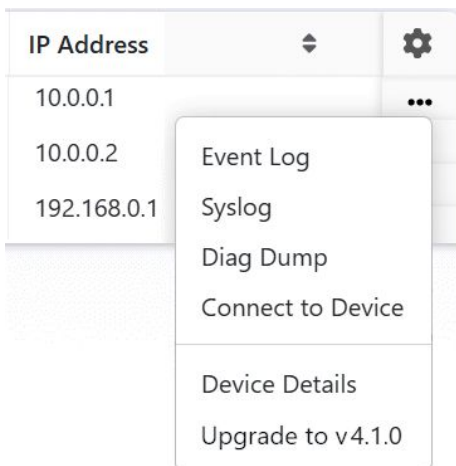 IP Address
10.0.0.1
10.0.0.2
192.168.0.1
Event Log
Syslog
Diag Dump
Connect to Device
Device Details
Upgrade to v4.1.0